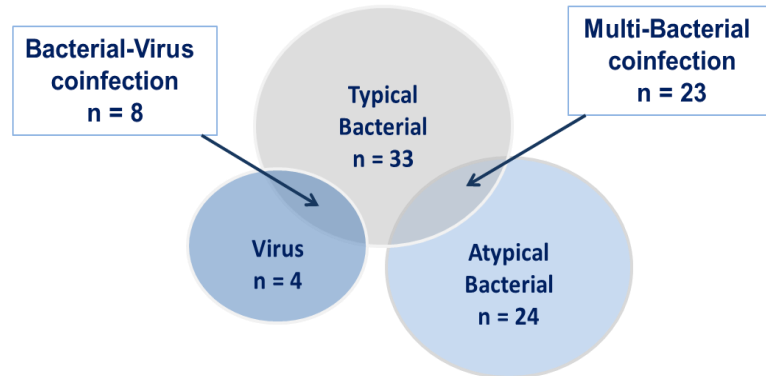 Bacterial-Virus
coinfection
n = 8
Multi-Bacterial
coinfection
n = 23
Typical
Bacterial
n = 33
Virus
n = 4
Atypical
Bacterial
n = 24